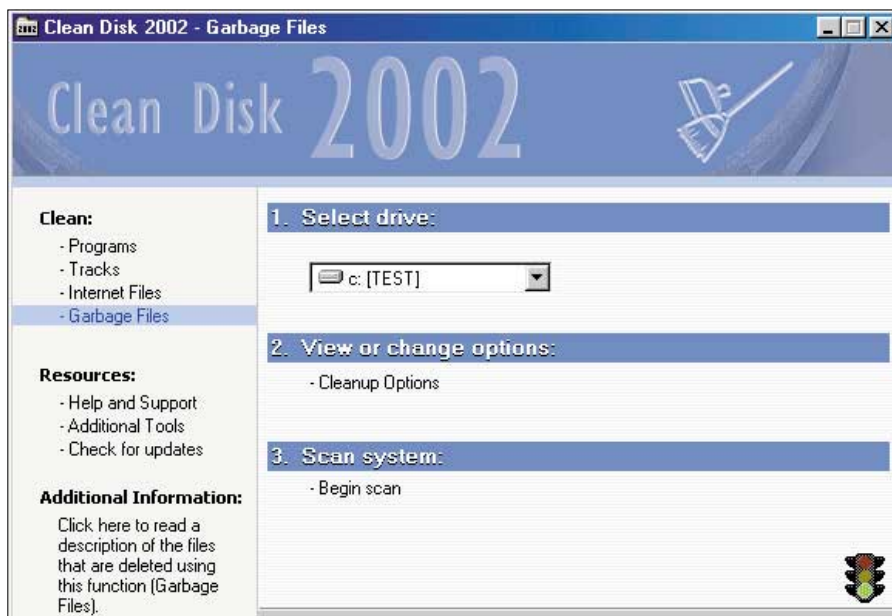 Clean Disk 2002 - Garbage Files
Clean Disk 2002
Clean:
- Programs
- Tracks
- Internet Files
- Garbage Files
Resources:
- Help and Support
- Additional Tools
- Check for updates
Additional Information:
Click here to read a
description of the files
that are deleted using
this function (Garbage
Files).
1. Select drive:
c: [TEST]
2. View or change options:
- Cleanup Options
3. Scan system:
- Begin scan